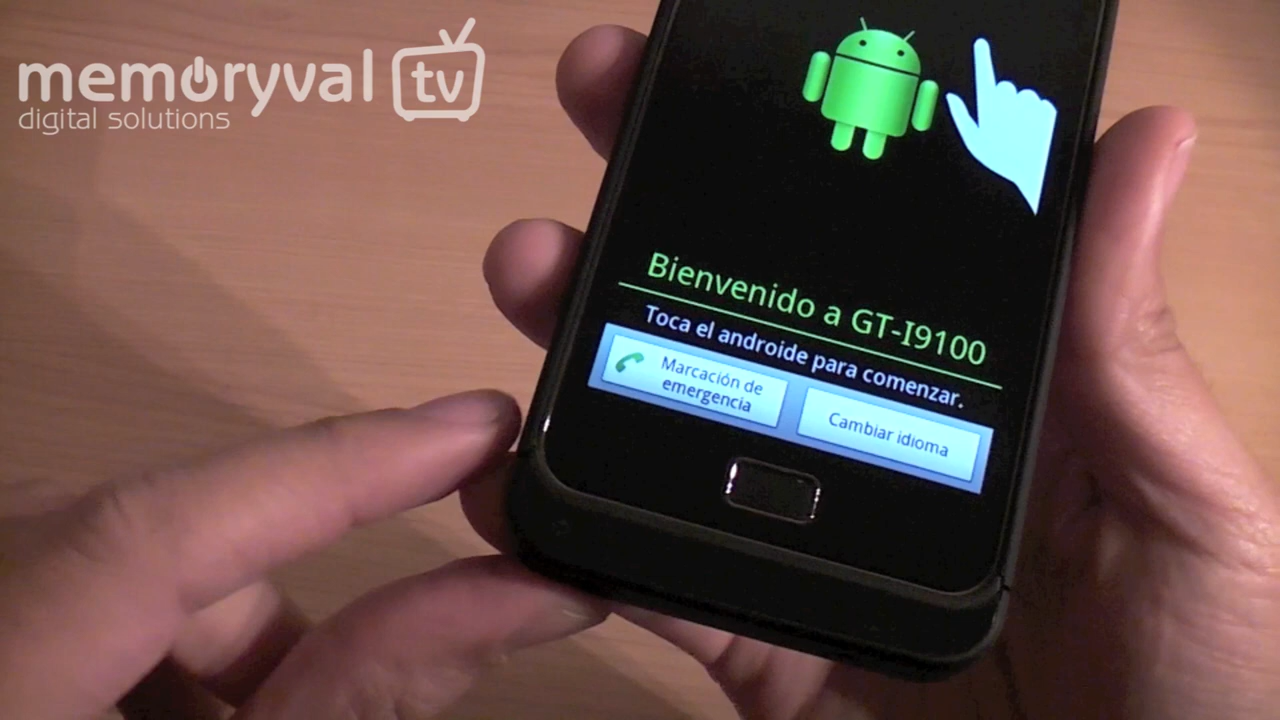 memoryval tv
digital solutions
Bienvenido a GT-I9100
Toca el androide para comenzar.
Marcación de
emergencia
Cambiar idioma